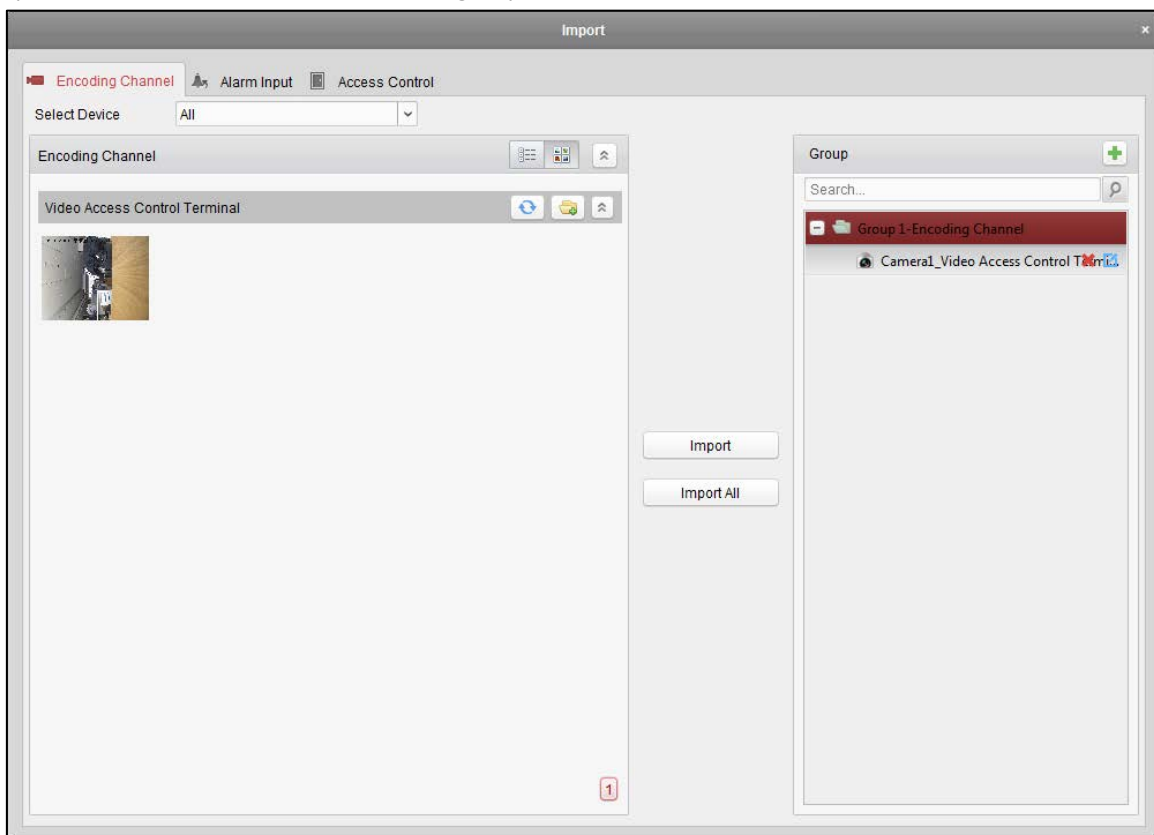 Import
Encoding Channel Alarm Input Access Control
Select Device All
Encoding Channel
Video Access Control Terminal
1
Import
Import All
Group
Search...
Group 1-Encoding Channel
Camera1_Video Access Control